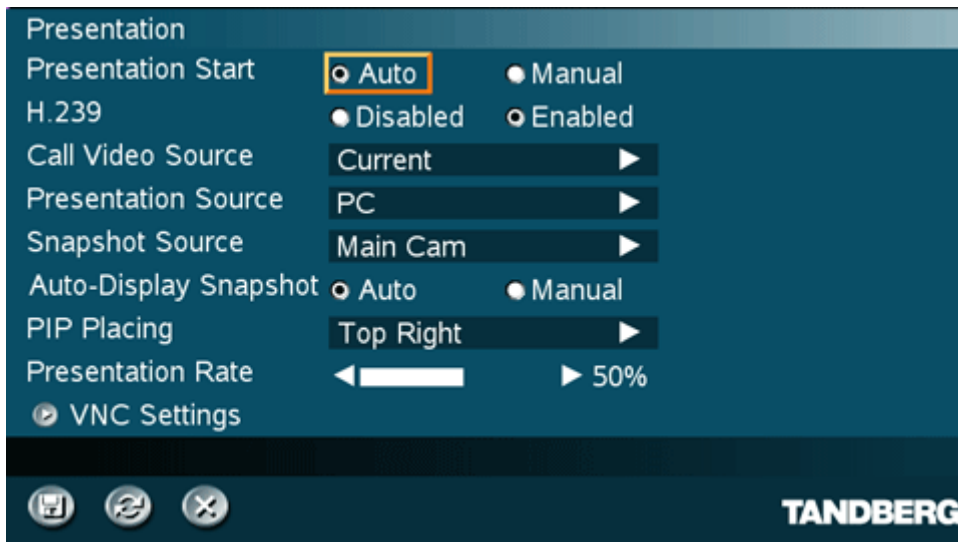 Presentation
Presentation Start Auto Manual
H.239 Disabled Enabled
Call Video Source Current
Presentation Source PC
Snapshot Source Main Cam
Auto-Display Snapshot Auto Manual
PIP Placing Top Right
Presentation Rate 50%
VNC Settings
TANDBERG